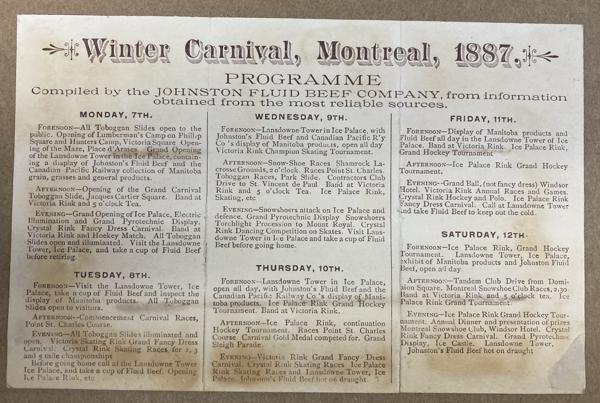 Winter Carnival, Montreal, 1887.
PROGRAMME
Compiled by the JOHNSTON FLUID BEEF COMPANY, from information
obtained from the most reliable sources.
MONDAY, 7TH.
FORENOON—All Toboggan Slides open to the
public. Opening of Lumberman's Camp on Phillip
Square and Hunters Camp, Victoria Square Open-
ing of the Maze, Place d'Armes. Grand Opening
of the Lansdowne Tower in the Ice Palace, contain-
ing a display of Johnston's Fluid Beef and the
Canadian Pacific Railway collection of Manitoba
grain, grasses and general products.
AFTERNOON—Opening of the Grand Carnival
Toboggan Slide, Jacques Cartier Square. Band at
Victoria Rink and 5 o'clock Tea.
EVENING—Grand Opening of Ice Palace, Electric
Illumination and Grand Pyrotechnic Display.
Crystal Rink Fancy Dress Carnival. Band at
Victoria Rink and Hockey Match. All Toboggan
Slides open and illuminated. Visit the Lansdowne
Tower, Ice Palace, and take a cup of Fluid Beef
before retiring.
TUESDAY, 8TH.
FORENOON—Visit the Lansdowne Tower, Ice
Palace, take a cup of Fluid Beef and inspect the
display of Manitoba products. All Toboggan
Slides open to visitors.
AFTERNOON—Commencement Carnival Races,
Point St. Charles Course.
EVENING—All Toboggan Slides illuminated and
open, Victoria Skating Rink Grand Fancy Dress
Carnival. Crystal Rink Skating Races for 1, 3
and 5 mile championships
Before going home call at the Lansdowne Tower
Ice Palace, and take a cup of Fluid Beef. Opening
Ice Palace Rink, etc
WEDNESDAY, 9TH.
FORENOON—Lansdowne Tower in Ice Palace, with
Johnston's Fluid Beef and Canadian Pacific R'y
Co's display of Manitoba products, open all day
Victoria Rink Champion Skating Tournament.
AFTERNOON—Snow-Shoe Races Shamrock La-
crosse Grounds, 2 o'clock. Races Point St. Charles.
Toboggan Races, Park Slide. Contractors Club
Drive to St. Vincent de Paul. Band at Victoria
Rink and 5 o'clock Tea. Ice Palace Rink,
Skating, etc
EVENING—Snowshoers attack on Ice Palace and
defence. Grand Pyrotechnic Display Snowshoers
Torchlight Procession to Mount Royal. Crystal
Rink Dancing Competition on Skates. Visit Lans-
downe Tower in Ice Palace and take a cup of Fluid
Beef before going home.
THURSDAY, 10TH.
FORENOON—Lansdowne Tower in Ice Palace,
open all day, with Johnston's Fluid Beef and the
Canadian Pacific Railway Co's display of Mani-
toba products. Ice Palace Rink Grand Hockey
Tournament. Band at Victoria Rink.
AFTERNOON—Ice Palace Rink, continuation
Hockey Tournament. Races Point St. Charles
Course Carnival Gold Medal competed for. Grand
Sleigh Parade.
EVENING—Victoria Rink Grand Fancy Dress
Carnival. Crystal Skating Races Ice Palace
Rink Skating Races and Lansdowne Tower, Ice
Palace. Johnston's Fluid Beef hot on draught.
FRIDAY, 11TH.
FORENOON—Display of Manitoba products and
Fluid Beef all day in the Lansdowne Tower of Ice
Palace. Band at Victoria Rink. Ice Palace Rink,
Grand Hockey Tournament
AFTERNOON—Ice Palace Rink Grand Hockey
Tournament.
EVENING—Grand Ball, (not fancy dress) Windsor
Hotel. Victoria Rink Annual Races and Games.
Crystal Rink Hockey and Polo. Ice Palace Rink
Fancy Dress Carnival. Call at Lansdowne Tower
and take Fluid Beef to keep out the cold.
SATURDAY, 12TH.
FORENOON—Ice Palace Rink, Grand Hockey
Tournament. Lansdowne Tower, Ice Palace,
exhibit of Manitoba products and Johnston Fluid
Beef, open all day
AFTERNOON—Tandem Club Drive from Domin-
sion Square. Montreal Snowshoe Club Races, 2.30
Band at Victoria Rink and 5 o'clock tea. Ice
Palace Rink Grand Tournament.
EVENING—Ice Palace Rink Grand Hockey Tour-
nament. Annual Dinner and presentation of prizes
Montreal Snowshoe Club, Windsor Hotel. Crystal
Rink Fancy Dress Carnival. Grand Pyrotechnic
Display, Ice Castle. Lansdowne Tower,
Johnston's Fluid Beef hot on draught